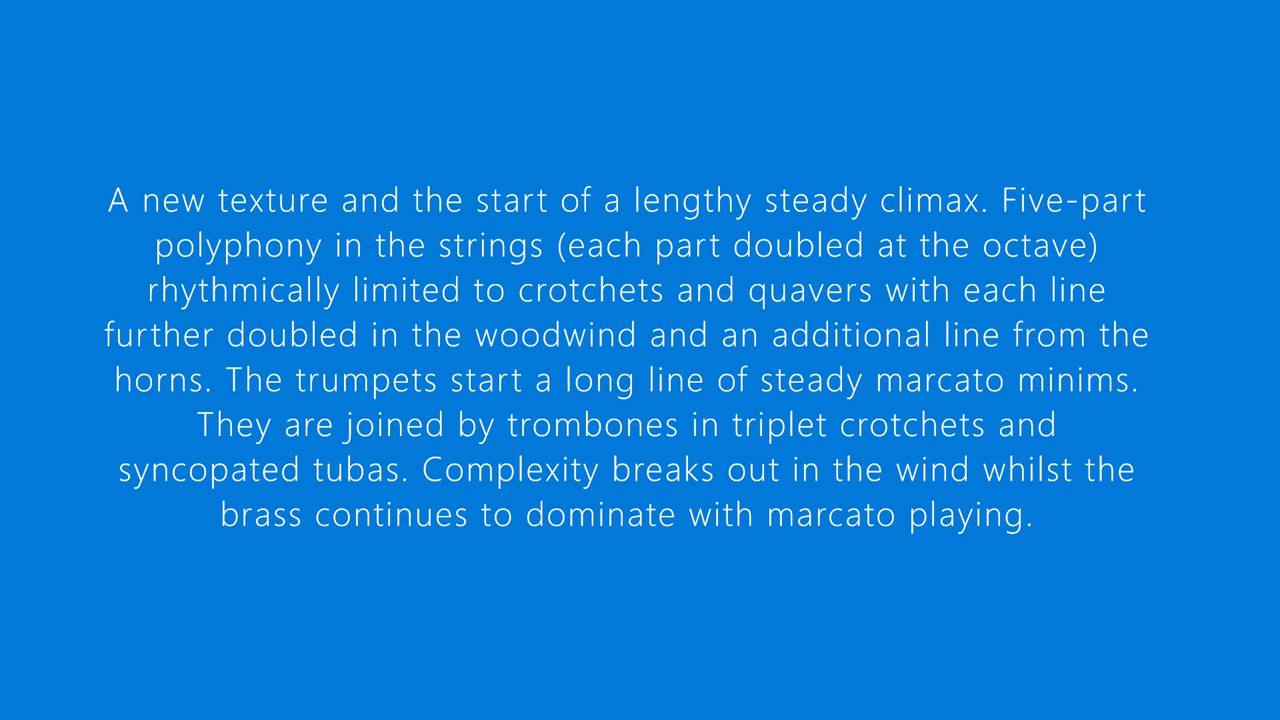 A new texture and the start of a lengthy steady climax. Five-part
polyphony in the strings (each part doubled at the octave)
rhythmically limited to crotchets and quavers with each line
further doubled in the woodwind and an additional line from the
horns. The trumpets start a long line of steady marcato minims.
They are joined by trombones in triplet crotchets and
syncopated tubas. Complexity breaks out in the wind whilst the
brass continues to dominate with marcato playing.